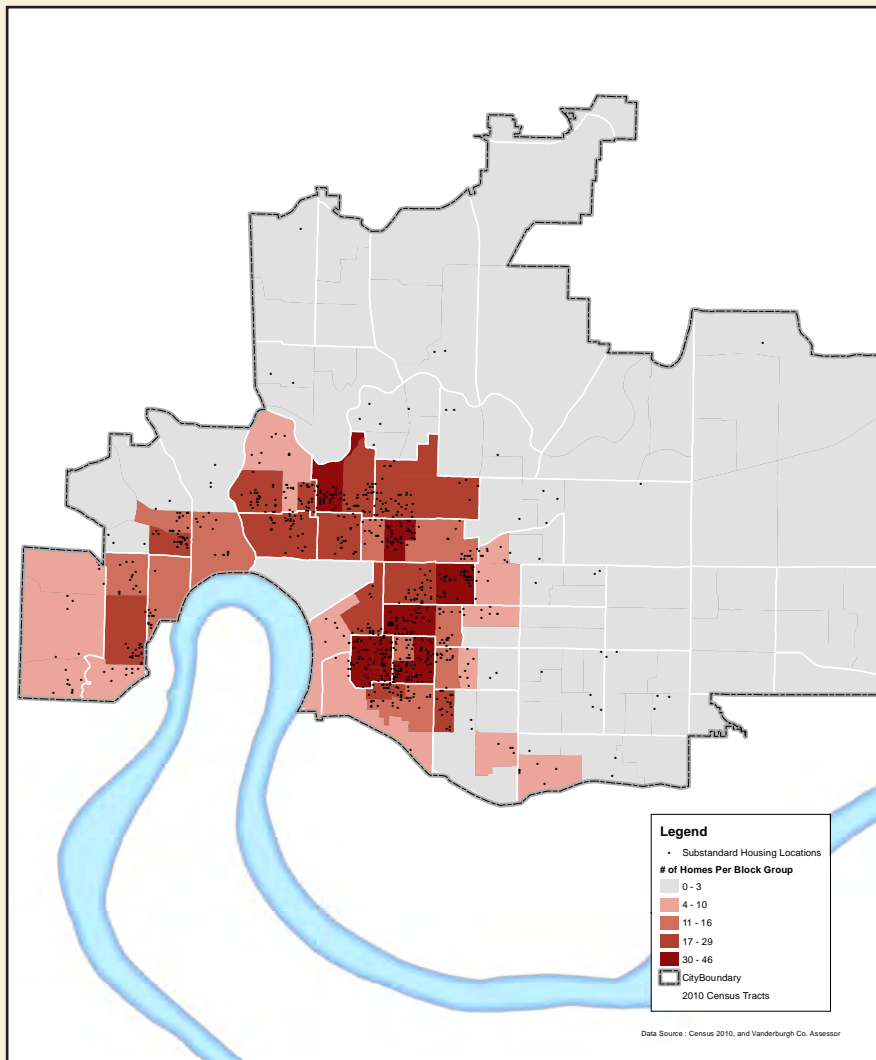 Legend
Substandard Housing Locations
# of Homes Per Block Group
0 - 3
4 - 10
11 - 16
17 - 29
30 - 46
CityBoundary
2010 Census Tracts
Data Source : Census 2010, and Vanderburgh Co. Assessor